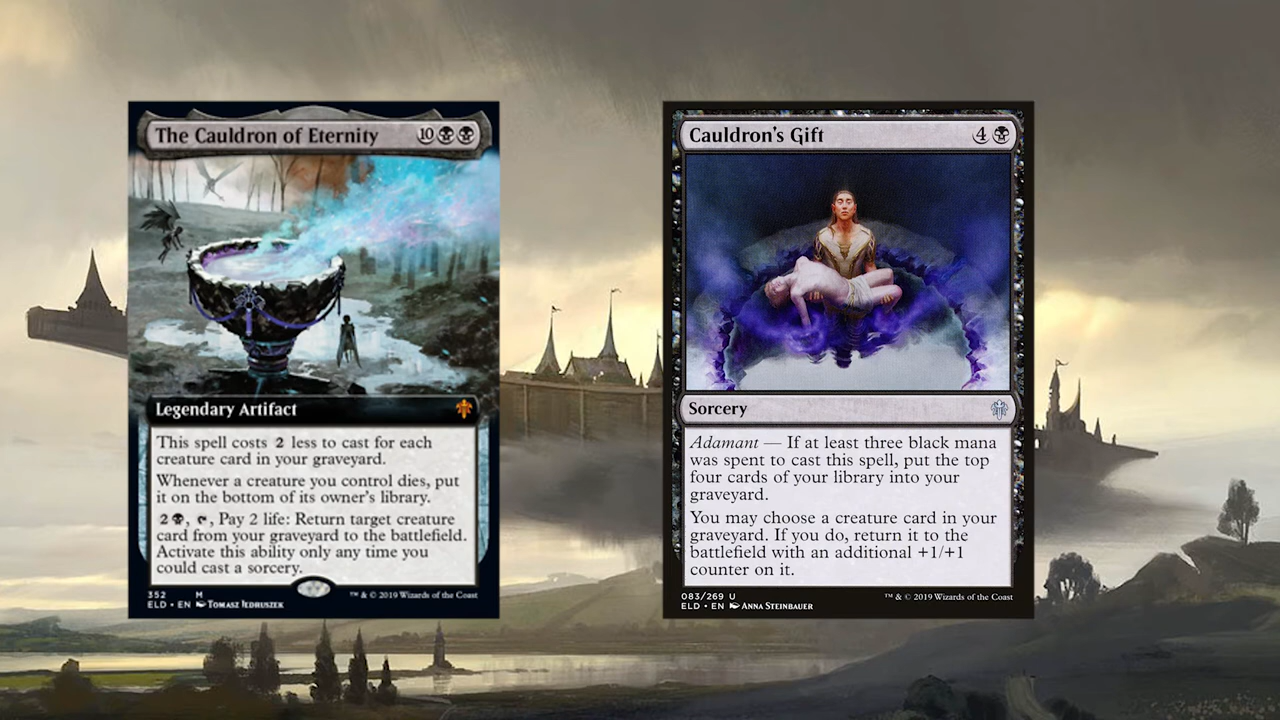 The Cauldron of Eternity 10
Legendary Artifact
This spell costs 2 less to cast for each
creature card in your graveyard.
Whenever a creature you control dies, put
it on the bottom of its owner's library.
2, , Pay 2 life: Return target creature
card from your graveyard to the battlefield.
Activate this ability only any time you
could cast a sorcery.
352 M
ELD • EN Tomasz Jedruszek
™ & © 2019 Wizards of the Coast
Cauldron's Gift 4
Sorcery
Adamant — If at least three black mana
was spent to cast this spell, put the top
four cards of your library into your
graveyard.
You may choose a creature card in your
graveyard. If you do, return it to the
battlefield with an additional +1/+1
counter on it.
083/269 U
ELD • EN Anna Steinbauer
™ & © 2019 Wizards of the Coast